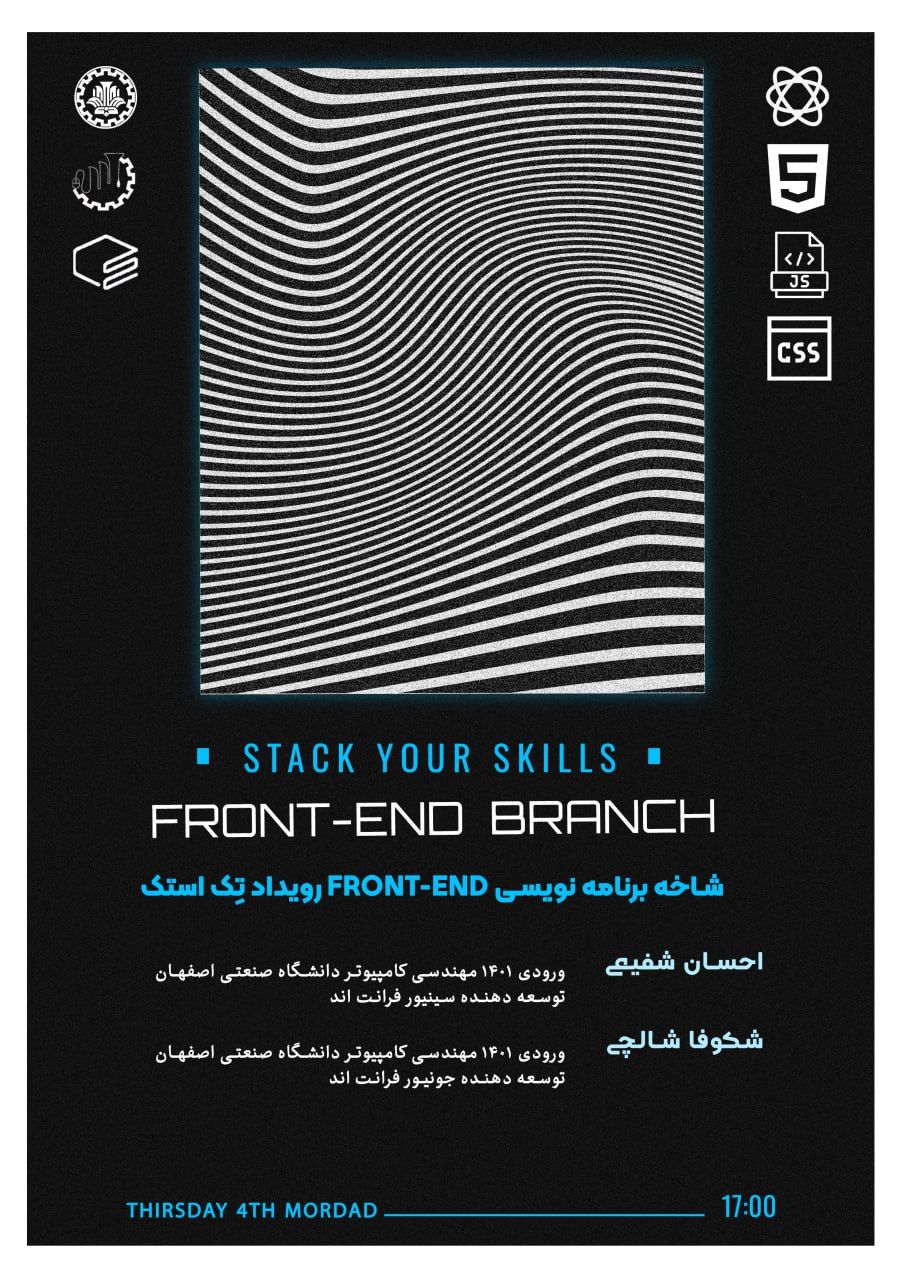 JS
CSS
STACK YOUR SKILLS
FRONT-END BRANCH
شاخه برنامه نویسی FRONT-END رویداد تِک استک
احسان شفیعی
ورودی ۱۴۰۱ مهندسی کامپیوتر دانشگاه صنعتی اصفهان
توسعه دهنده سینیور فرانت اند
شکوفا شالچی
ورودی ۱۴۰۱ مهندسی کامپیوتر دانشگاه صنعتی اصفهان
توسعه دهنده جونیور فرانت اند
THIRSDAY 4TH MORDAD 17:00